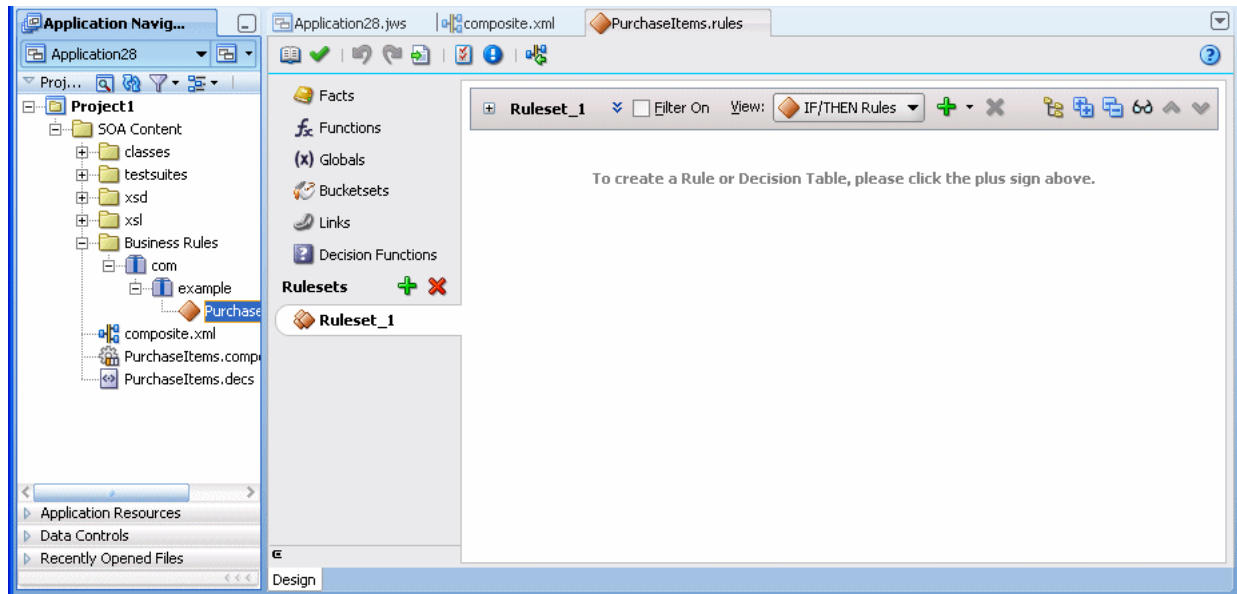 Application Navig...
Application28
Proj...
Project1
SOA Content
classes
testsuites
xsd
xsl
Business Rules
com
example
Purchase
composite.xml
PurchaseItems.compo
PurchaseItems.decs
Application Resources
Data Controls
Recently Opened Files
Application28.jws
composite.xml
PurchaseItems.rules
Facts
Functions
(x) Globals
Bucketsets
Links
Decision Functions
Rulesets
Ruleset_1
Ruleset_1
Filter On
View: IF/THEN Rules
To create a Rule or Decision Table, please click the plus sign above.
Design